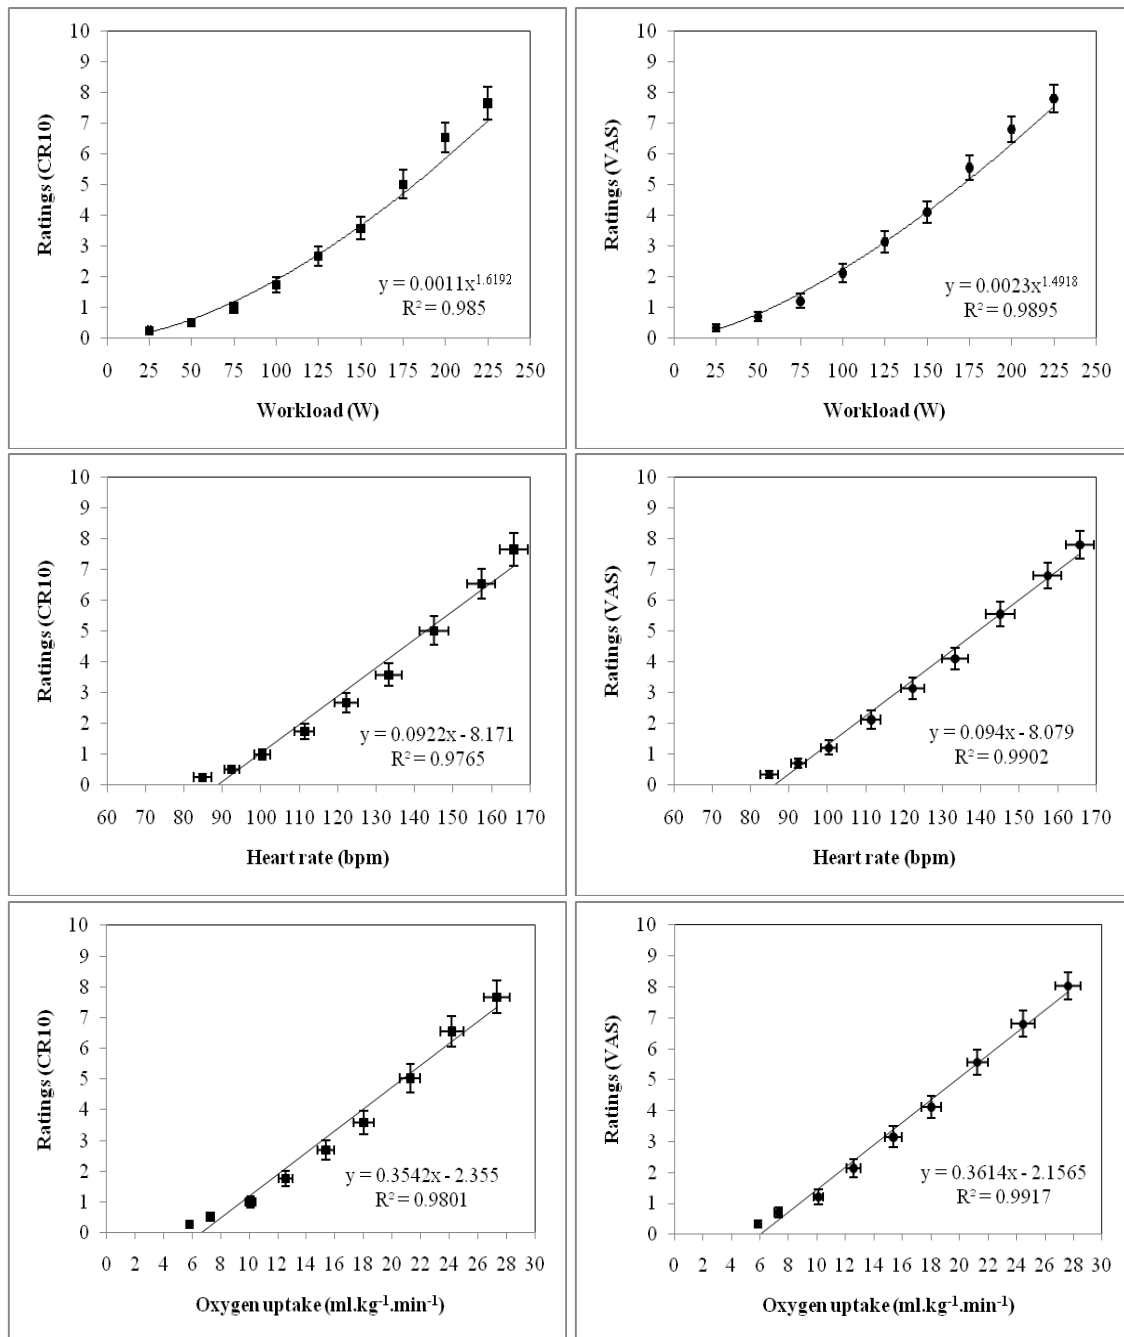 10
9
8
7
6
5
4
3
2
1
0
Ratings (CR10)
y = 0.0011x^1.6192
R² = 0.985
0 25 50 75 100 125 150 175 200 225 250
Workload (W)
10
9
8
7
6
5
4
3
2
1
0
Ratings (VAS)
y = 0.0023x^1.4918
R² = 0.9895
0 25 50 75 100 125 150 175 200 225 250
Workload (W)
10
9
8
7
6
5
4
3
2
1
0
Ratings (CR10)
y = 0.0922x - 8.171
R² = 0.9765
60 70 80 90 100 110 120 130 140 150 160 170
Heart rate (bpm)
10
9
8
7
6
5
4
3
2
1
0
Ratings (VAS)
y = 0.094x - 8.079
R² = 0.9902
60 70 80 90 100 110 120 130 140 150 160 170
Heart rate (bpm)
10
9
8
7
6
5
4
3
2
1
0
Ratings (CR10)
y = 0.3542x - 2.355
R² = 0.9801
0 2 4 6 8 10 12 14 16 18 20 22 24 26 28 30
Oxygen uptake (ml.kg⁻¹.min⁻¹)
10
9
8
7
6
5
4
3
2
1
0
Ratings (VAS)
y = 0.3614x - 2.1565
R² = 0.9917
0 2 4 6 8 10 12 14 16 18 20 22 24 26 28 30
Oxygen uptake (ml.kg⁻¹.min⁻¹)